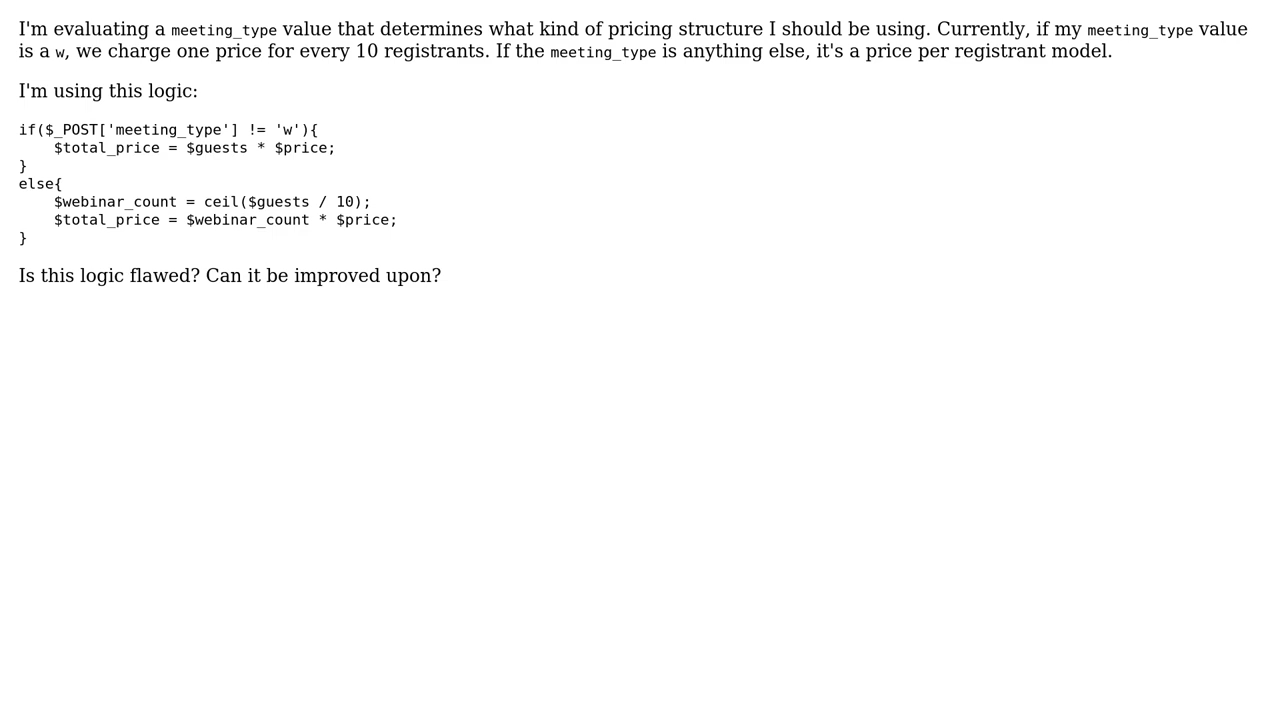 I'm evaluating a meeting_type value that determines what kind of pricing structure I should be using. Currently, if my meeting_type value
is a w, we charge one price for every 10 registrants. If the meeting_type is anything else, it's a price per registrant model.
I'm using this logic:
if($_POST['meeting_type'] != 'w'){
    $total_price = $guests * $price;
}
else{
    $webinar_count = ceil($guests / 10);
    $total_price = $webinar_count * $price;
}
Is this logic flawed? Can it be improved upon?